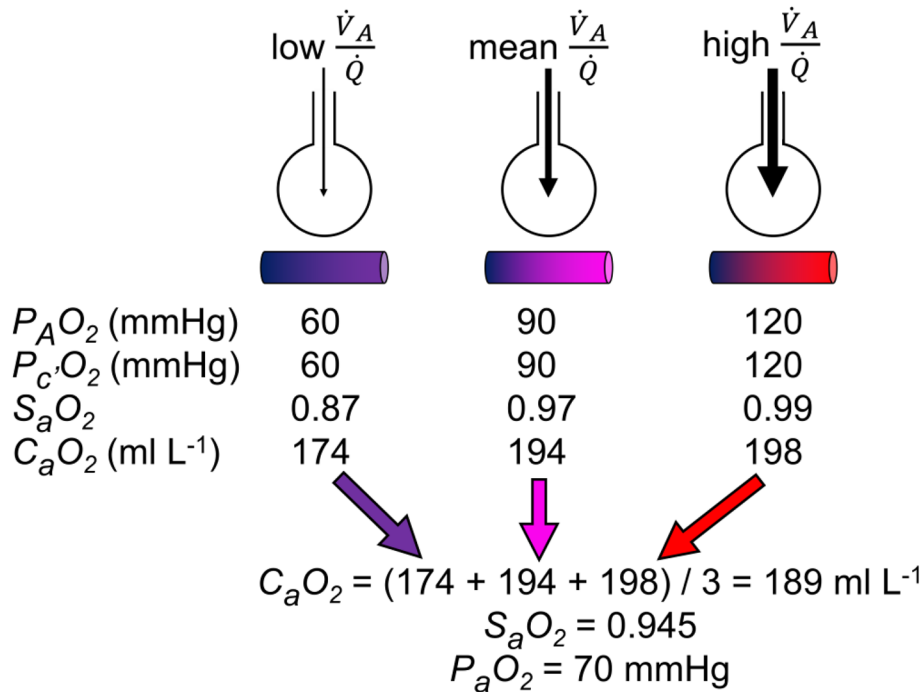 low V̇A/Q̇ mean V̇A/Q̇ high V̇A/Q̇
PAO2 (mmHg) 60 90 120
Pc'O2 (mmHg) 60 90 120
SaO2 0.87 0.97 0.99
CaO2 (ml L-1) 174 194 198
CaO2 = (174 + 194 + 198) / 3 = 189 ml L-1
SaO2 = 0.945
PaO2 = 70 mmHg